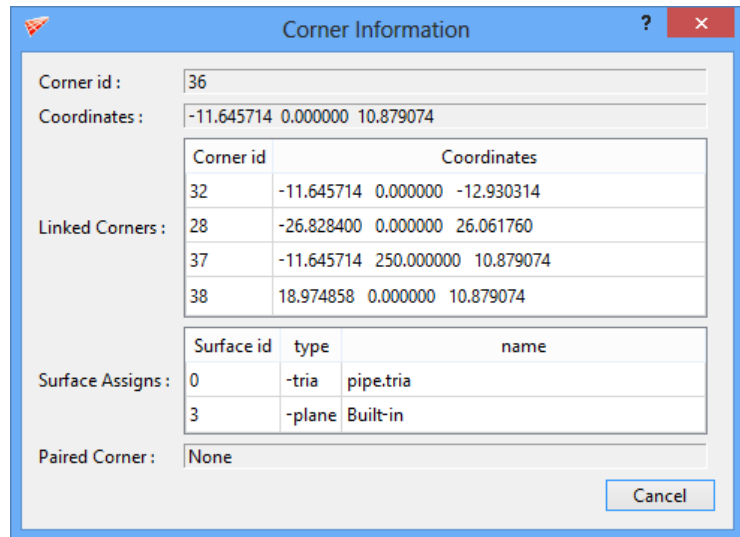 Corner Information ? ×
Corner id : 36
Coordinates : -11.645714 0.000000 10.879074
Linked Corners :
Corner id Coordinates
32 -11.645714 0.000000 -12.930314
28 -26.828400 0.000000 26.061760
37 -11.645714 250.000000 10.879074
38 18.974858 0.000000 10.879074
Surface Assigns :
Surface id type name
0 -tria pipe.tria
3 -plane Built-in
Paired Corner : None
Cancel